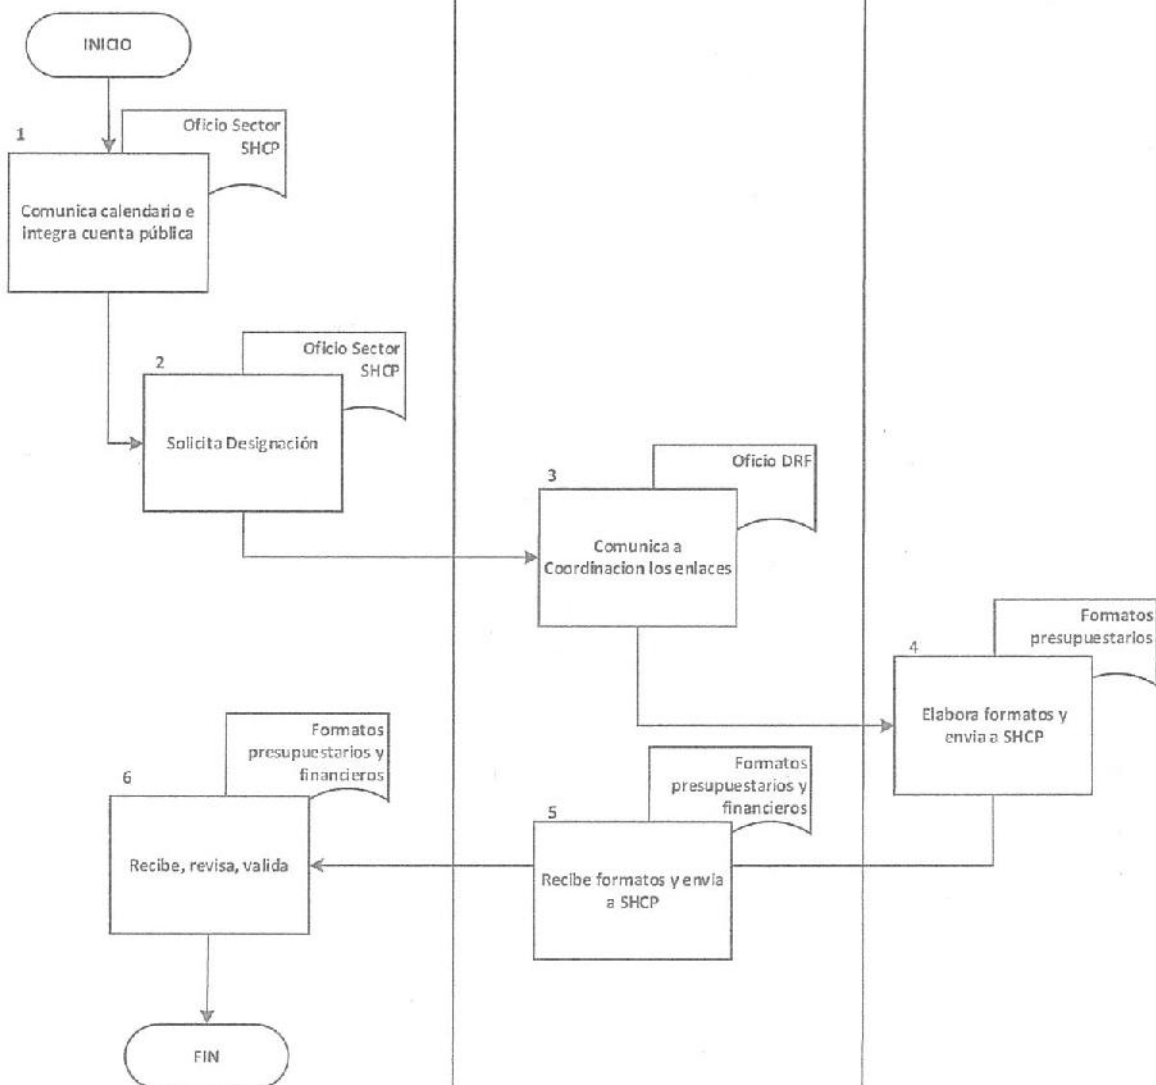 INICIO
1
Oficio Sector
SHCP
Comunica calendario e
integra cuenta pública
2
Oficio Sector
SHCP
Solicita Designación
3
Oficio DRF
Comunica a
Coordinacion los enlaces
4
Formatos
presupuestarios
Elabora formatos y
envia a SHCP
5
Formatos
presupuestarios y
financieros
Recibe formatos y envia
a SHCP
6
Formatos
presupuestarios y
financieros
Recibe, revisa, valida
FIN